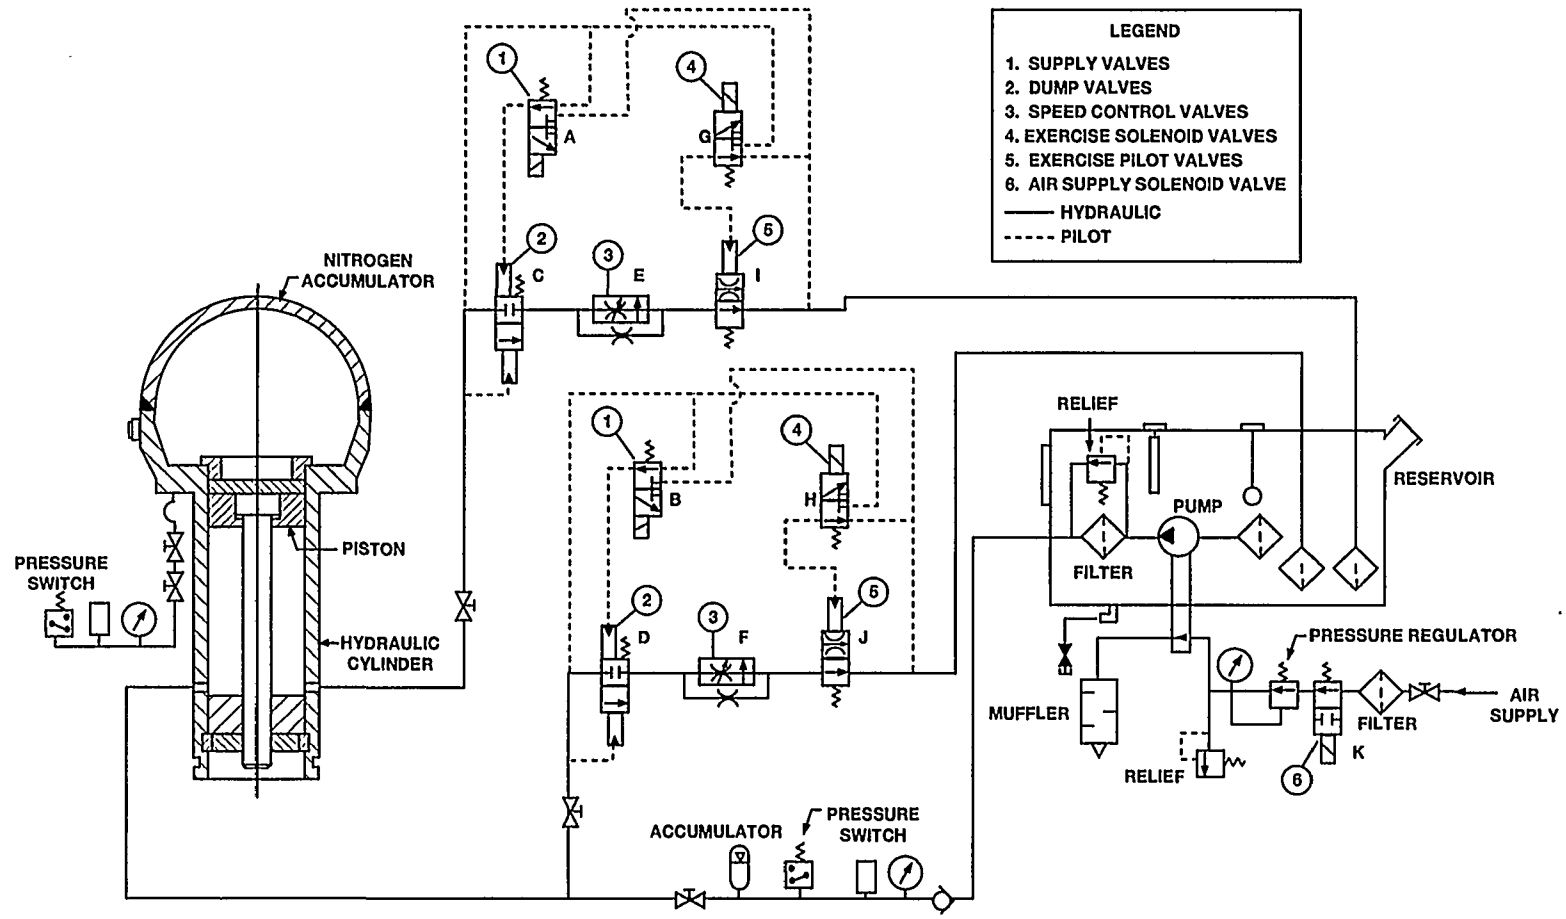 LEGEND
1. SUPPLY VALVES
2. DUMP VALVES
3. SPEED CONTROL VALVES
4. EXERCISE SOLENOID VALVES
5. EXERCISE PILOT VALVES
6. AIR SUPPLY SOLENOID VALVE
HYDRAULIC
PILOT
1
4
A
G
2
5
3
C
E
I
NITROGEN
ACCUMULATOR
1
4
B
H
RELIEF
RESERVOIR
PUMP
FILTER
PISTON
PRESSURE
SWITCH
HYDRAULIC
CYLINDER
2
3
5
D
F
J
PRESSURE REGULATOR
MUFFLER
FILTER
AIR
SUPPLY
RELIEF
6
K
ACCUMULATOR
PRESSURE
SWITCH